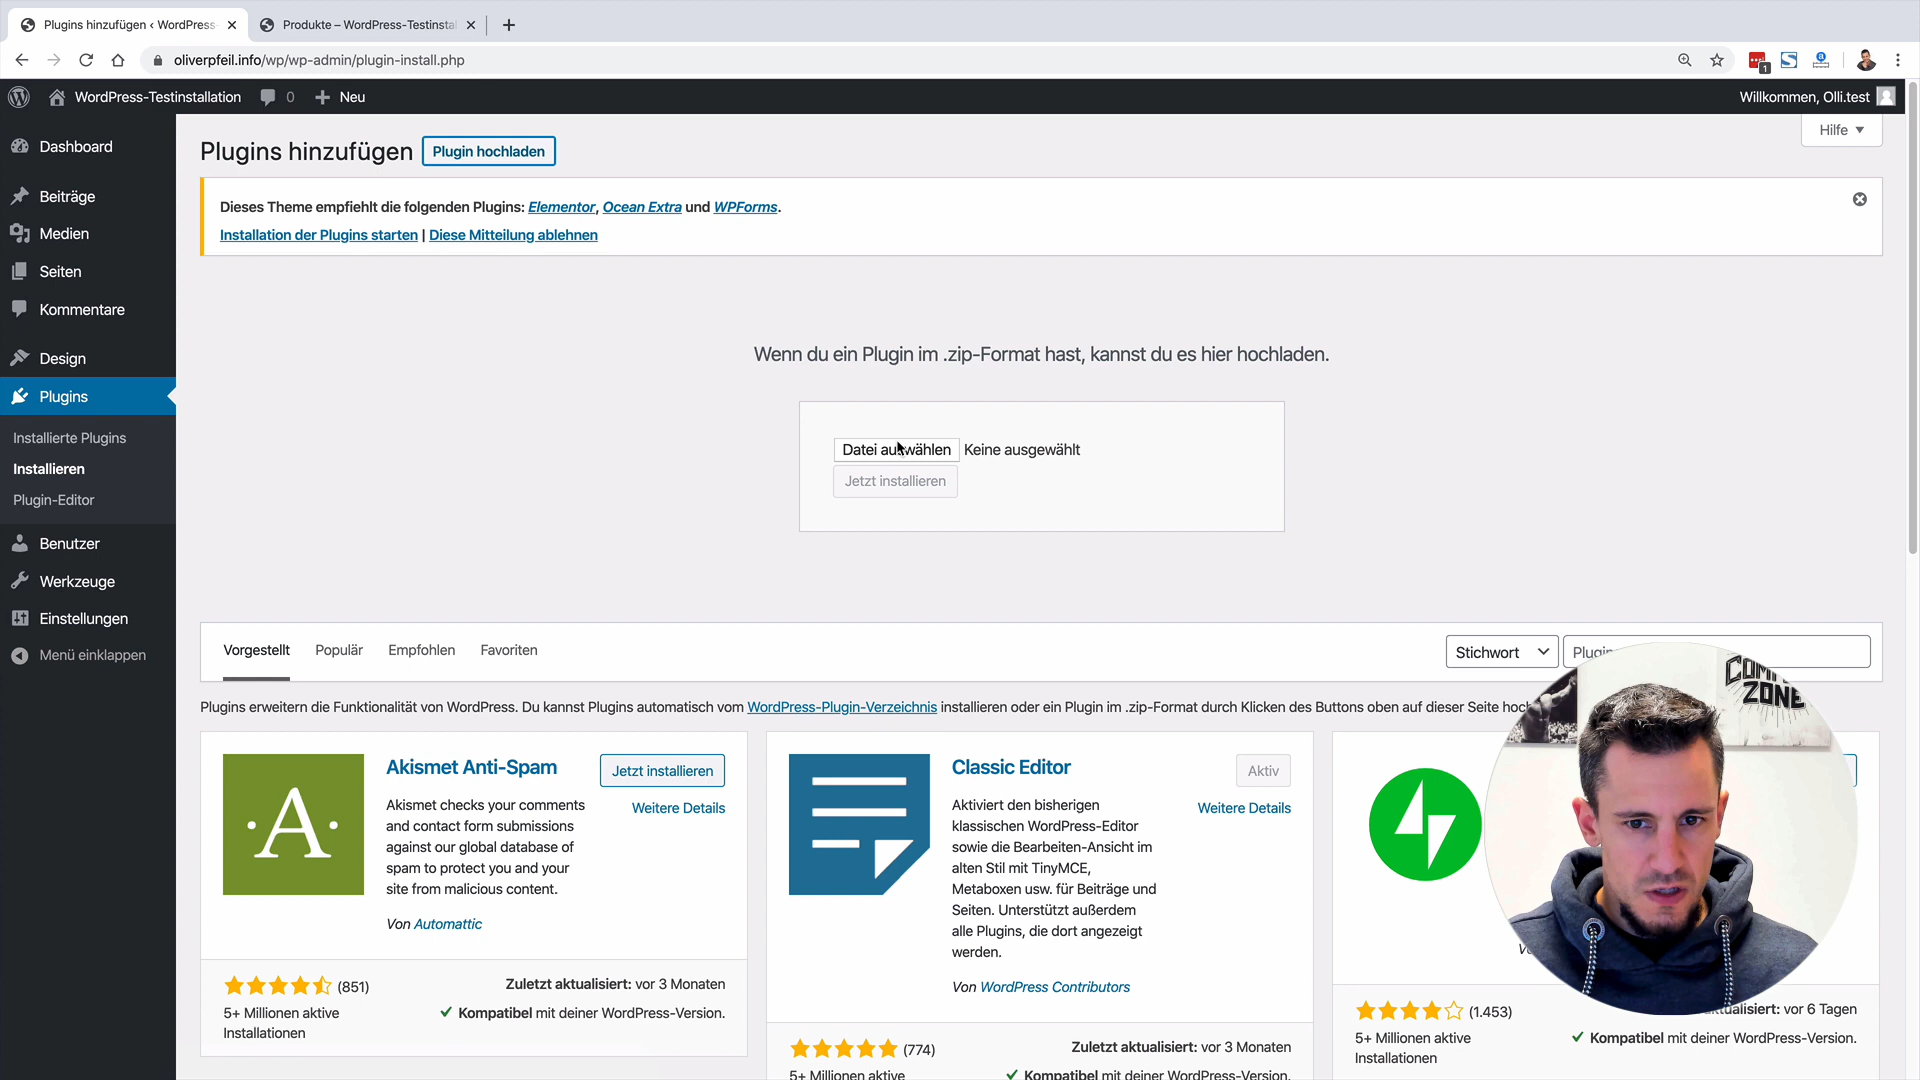 Plugins hinzufügen ‹ WordPress-
Produkte – WordPress-Testinsta
oliverpfeil.info/wp/wp-admin/plugin-install.php
1
WordPress-Testinstallation
0
Neu
Willkommen, Olli.test
Hilfe
Dashboard
Beiträge
Medien
Seiten
Kommentare
Design
Plugins
Installierte Plugins
Installieren
Plugin-Editor
Benutzer
Werkzeuge
Einstellungen
Menü einklappen
Plugins hinzufügen
Plugin hochladen
Dieses Theme empfiehlt die folgenden Plugins: Elementor, Ocean Extra und WPForms.
Installation der Plugins starten | Diese Mitteilung ablehnen
Wenn du ein Plugin im .zip-Format hast, kannst du es hier hochladen.
Datei auswählen Keine ausgewählt
Jetzt installieren
Vorgestellt
Populär
Empfohlen
Favoriten
Stichwort
Plugins erweitern die Funktionalität von WordPress. Du kannst Plugins automatisch vom WordPress-Plugin-Verzeichnis installieren oder ein Plugin im .zip-Format durch Klicken des Buttons oben auf dieser Seite
Akismet Anti-Spam
Jetzt installieren
Weitere Details
Akismet checks your comments
and contact form submissions
against our global database of
spam to protect you and your
site from malicious content.
Von Automattic
(851)
5+ Millionen aktive
Installationen
Zuletzt aktualisiert: vor 3 Monaten
Kompatibel mit deiner WordPress-Version.
Classic Editor
Aktiv
Weitere Details
Aktiviert den bisherigen
klassischen WordPress-Editor
sowie die Bearbeiten-Ansicht im
alten Stil mit TinyMCE,
Metaboxen usw. für Beiträge und
Seiten. Unterstützt außerdem
alle Plugins, die dort angezeigt
werden.
Von WordPress Contributors
(774)
5+ Millionen aktive
Zuletzt aktualisiert: vor 3 Monaten
Kompatibel mit deiner WordPress-Version.
ZONE
(1.453)
5+ Millionen aktive
Installationen
vor 6 Tagen
Kompatibel mit deiner WordPress-Version.